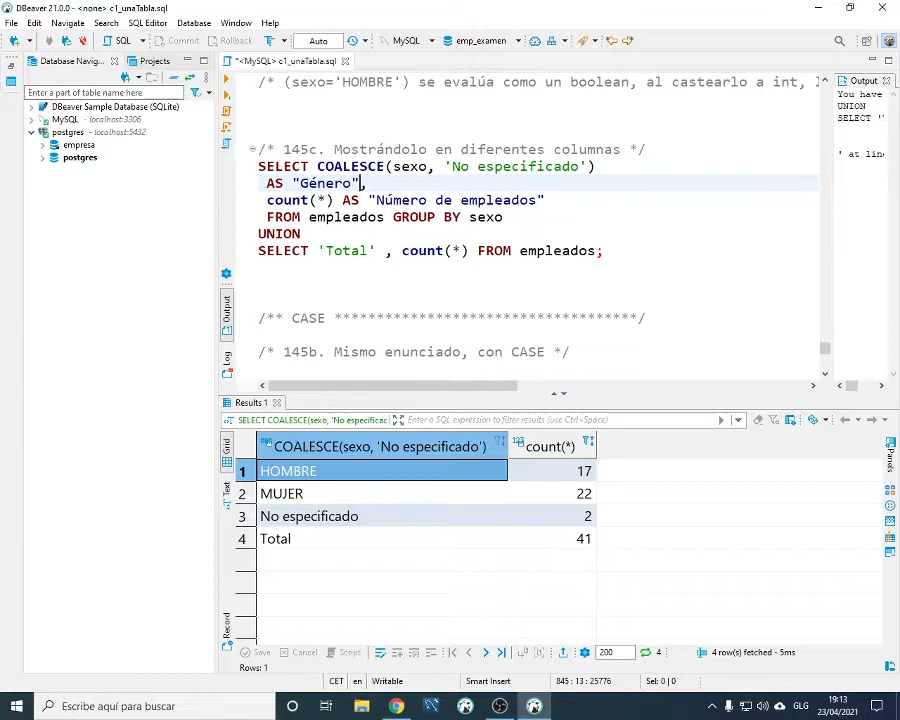 DBeaver 21.0.0 - <none> c1_unaTabla.sql
File Edit Navigate Search SQL Editor Database Window Help
SQL Commit Rollback Auto MySQL emp_examen
Database Navig... Projects
*<MySQL> c1_unaTabla.sql
Enter a part of table name here
DBeaver Sample Database (SQLite)
MySQL - localhost:3306
postgres - localhost:5432
empresa
postgres
/* (sexo='HOMBRE') se evalúa como un boolean, al castearlo a int, l
/* 145c. Mostrándolo en diferentes columnas */
SELECT COALESCE(sexo, 'No especificado')
AS "Género",
count(*) AS "Número de empleados"
FROM empleados GROUP BY sexo
UNION
SELECT 'Total' , count(*) FROM empleados;
/** CASE ************************************/
/* 145b. Mismo enunciado, con CASE */
Output
Log
Output
You have
UNION
SELECT '
' at lin
Results 1
SELECT COALESCE(sexo, 'No especificac
Enter a SQL expression to filter results (use Ctrl+Space)
Grid
Text
Record
Panels
COALESCE(sexo, 'No especificado') count(*)
1 HOMBRE 17
2 MUJER 22
3 No especificado 2
4 Total 41
Save Cancel Script 200 4 4 row(s) fetched - 5ms
Rows: 1
CET en Writable Smart Insert 845 : 13 : 25776 Sel: 0 | 0
Escribe aquí para buscar
GLG
19:13
23/04/2021